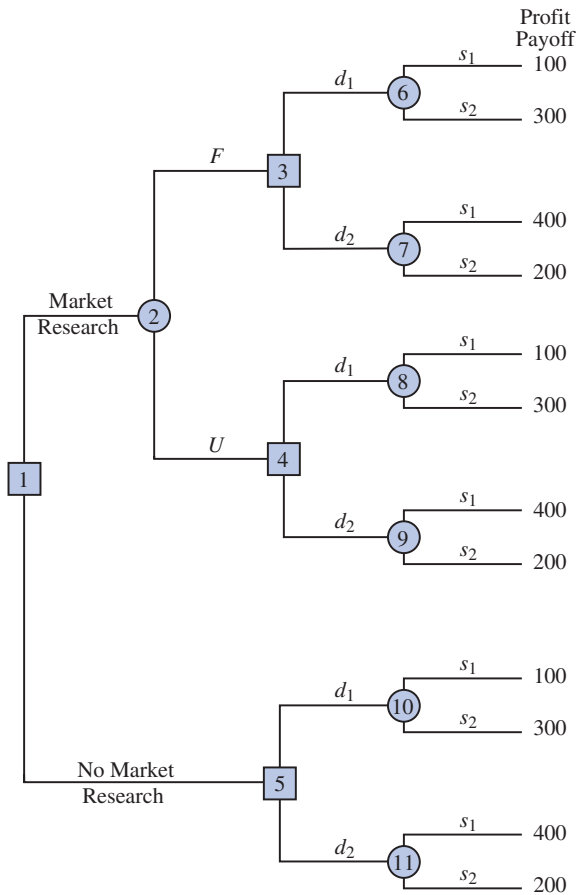 Profit
Payoff
s1 100
d1
6
s2 300
F
3
s1 400
d2
7
s2 200
Market
Research
2
s1 100
d1
8
s2 300
U
4
1
s1 400
d2
9
s2 200
s1 100
d1
10
s2 300
No Market
Research
5
s1 400
d2
11
s2 200